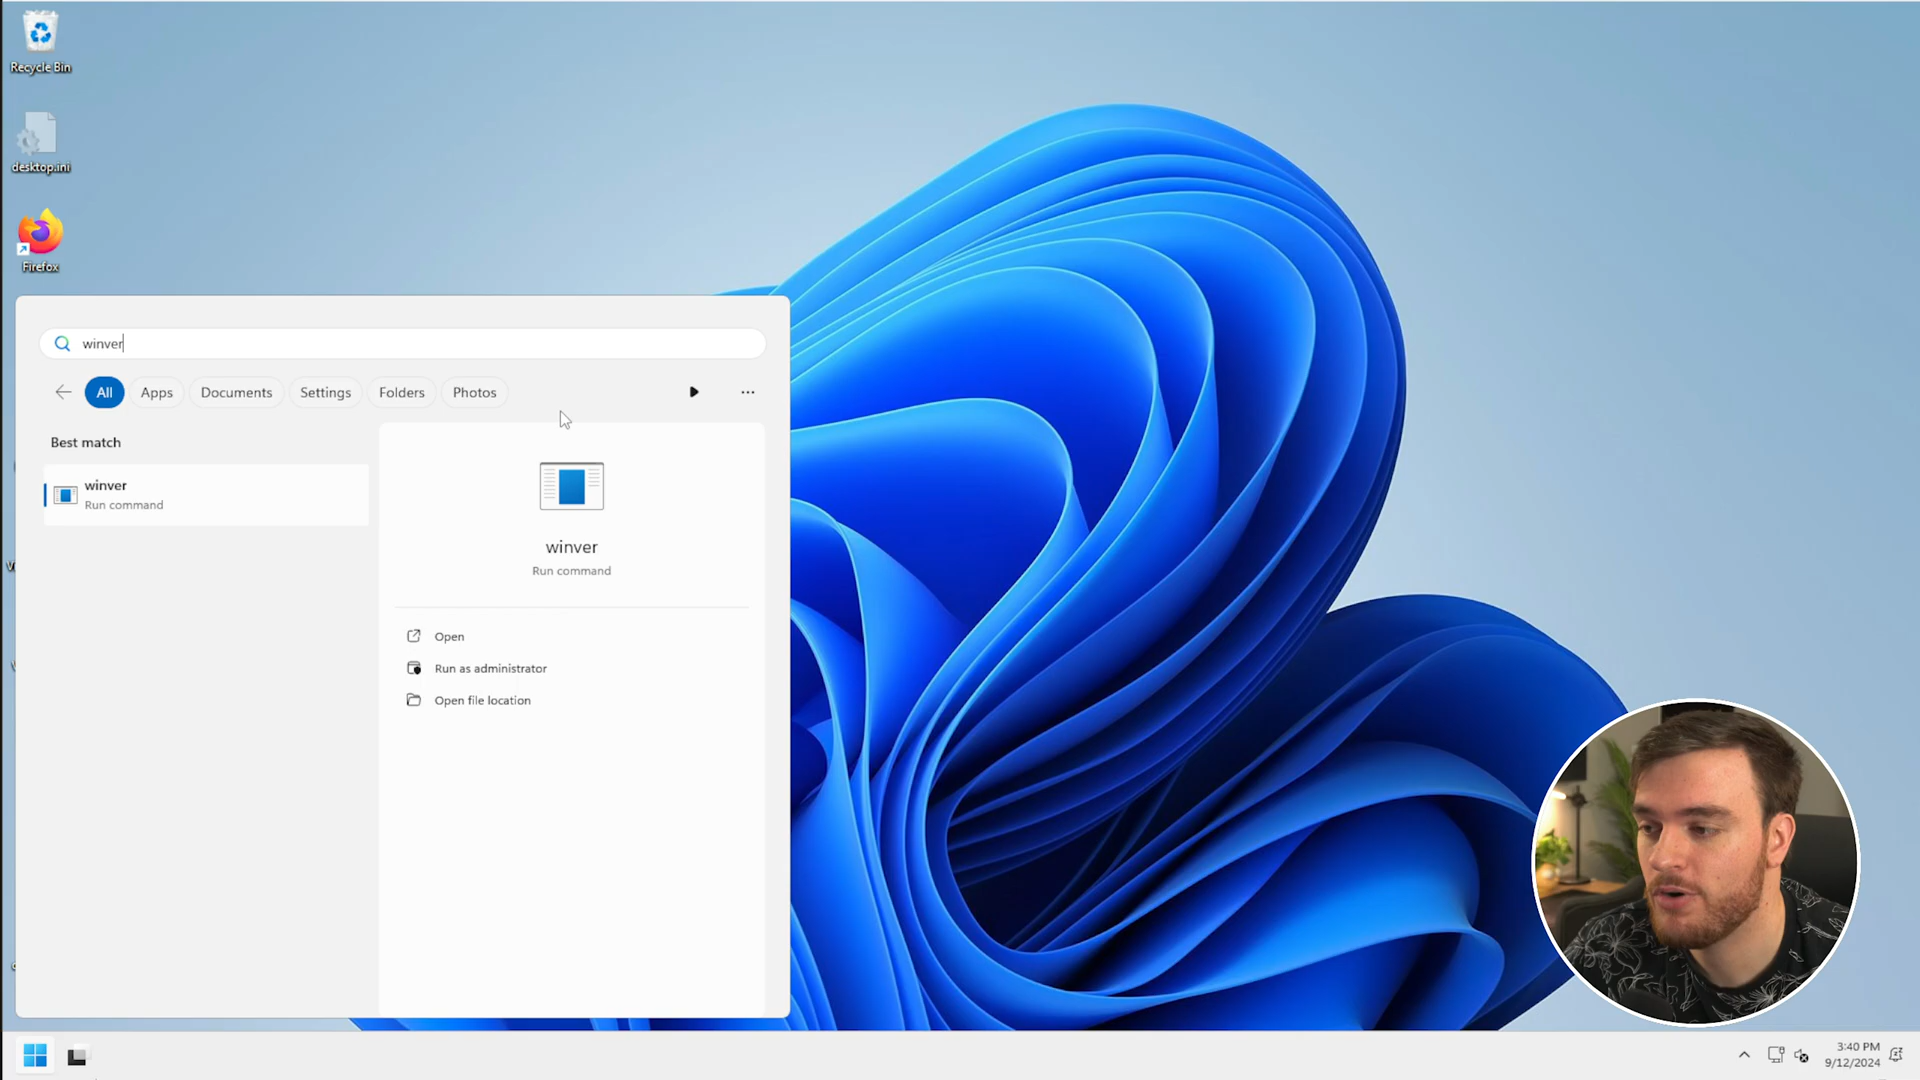 Recycle Bin
desktop.ini
Firefox
winver
All Apps Documents Settings Folders Photos
Best match
winver
Run command
winver
Run command
Open
Run as administrator
Open file location
3:40 PM
9/12/2024